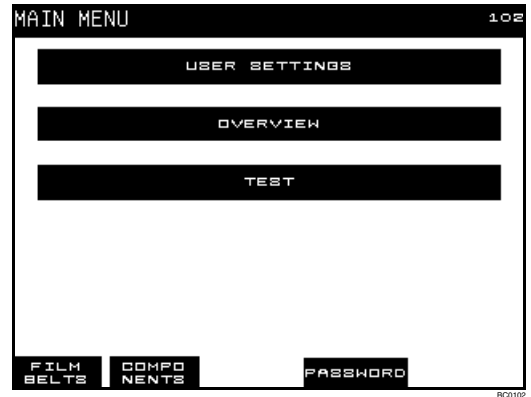 MAIN MENU 102
USER SETTINGS
OVERVIEW
TEST
FILM
BELTS
COMPO
NENTS
PASSWORD
BC0102